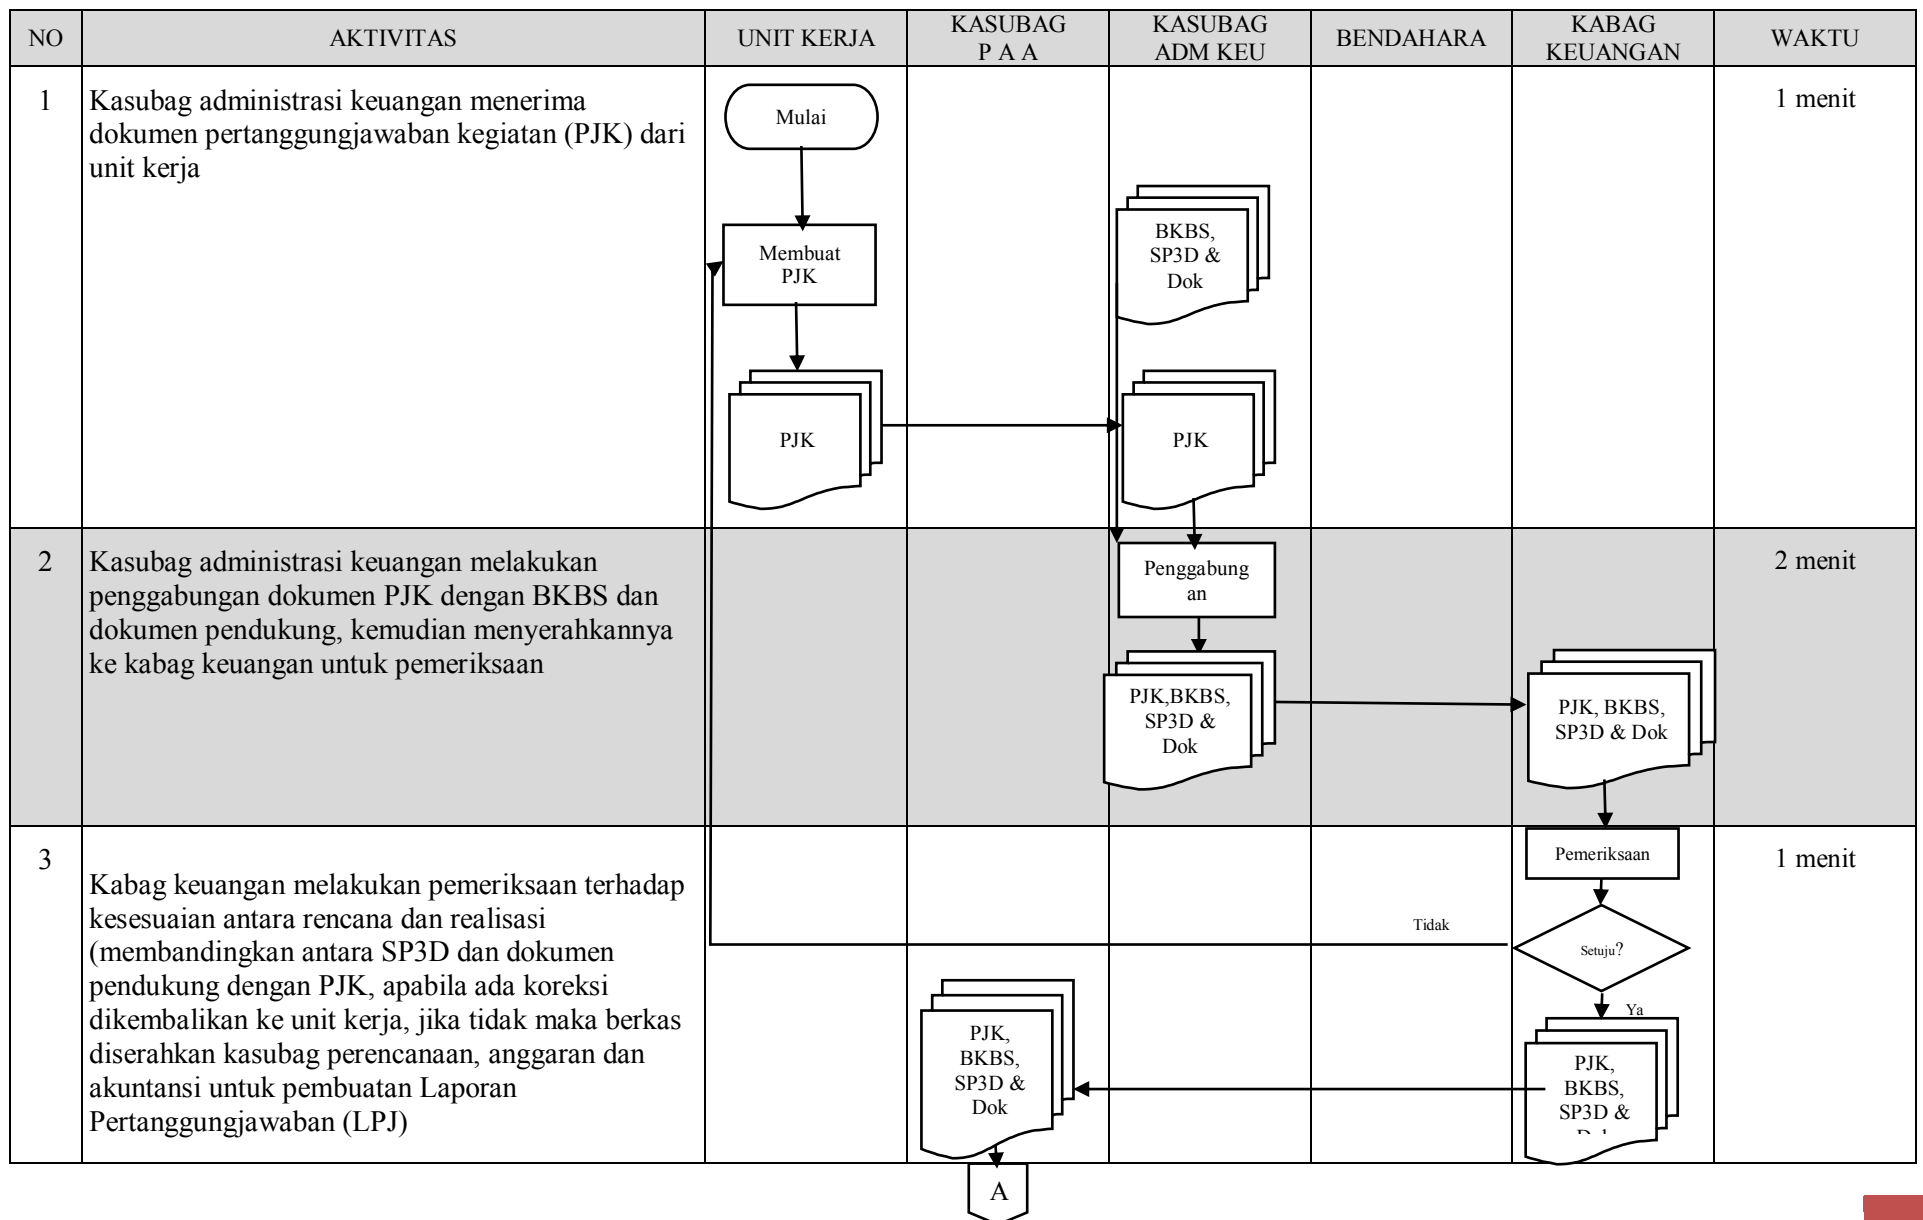 NO
AKTIVITAS
UNIT KERJA
KASUBAG
P A A
KASUBAG
ADM KEU
BENDAHARA
KABAG
KEUANGAN
WAKTU
1
Kasubag administrasi keuangan menerima
dokumen pertanggungjawaban kegiatan (PJK) dari
unit kerja
Mulai
Membuat
PJK
PJK
BKBS,
SP3D &
Dok
PJK
1 menit
2
Kasubag administrasi keuangan melakukan
penggabungan dokumen PJK dengan BKBS dan
dokumen pendukung, kemudian menyerahkannya
ke kabag keuangan untuk pemeriksaan
Penggabung
an
PJK,BKBS,
SP3D &
Dok
PJK, BKBS,
SP3D & Dok
2 menit
3
Kabag keuangan melakukan pemeriksaan terhadap
kesesuaian antara rencana dan realisasi
(membandingkan antara SP3D dan dokumen
pendukung dengan PJK, apabila ada koreksi
dikembalikan ke unit kerja, jika tidak maka berkas
diserahkan kasubag perencanaan, anggaran dan
akuntansi untuk pembuatan Laporan
Pertanggungjawaban (LPJ)
Pemeriksaan
Setuju?
Tidak
Ya
PJK,
BKBS,
SP3D &
PJK,
BKBS,
SP3D &
Dok
1 menit
A